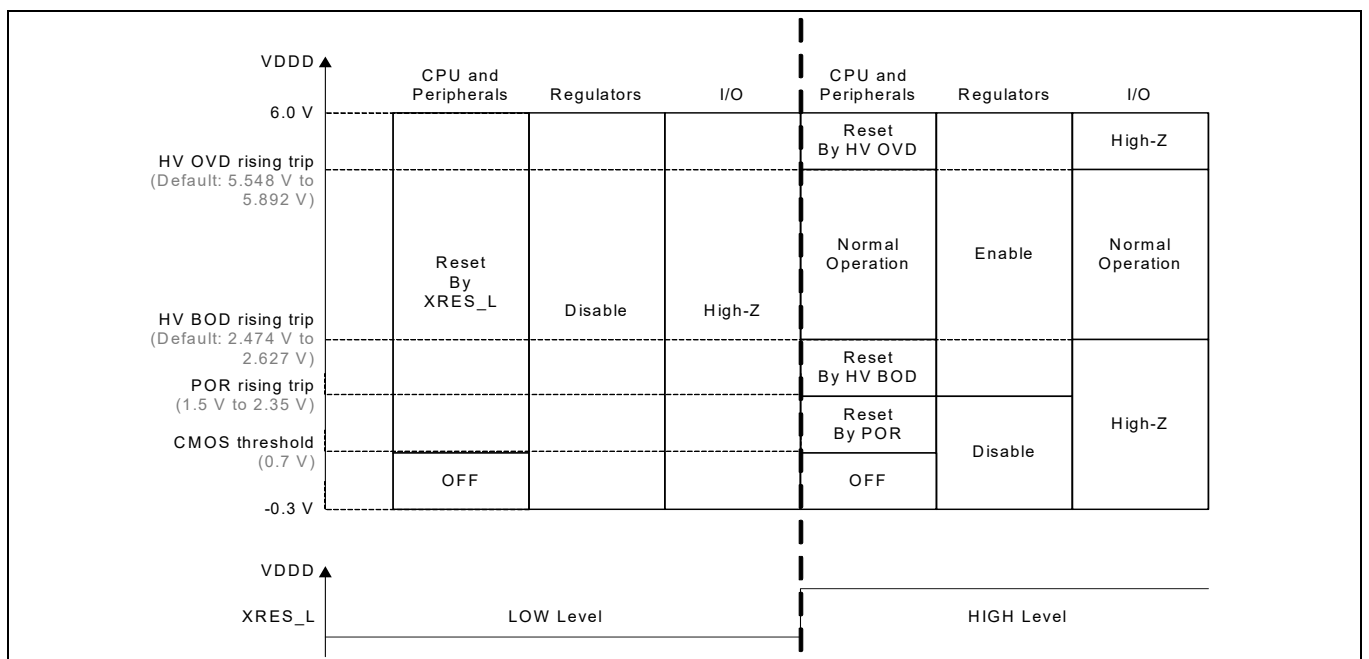 VDDD
CPU and
Peripherals
Regulators
I/O
CPU and
Peripherals
Regulators
I/O
6.0 V
Reset
By HV OVD
High-Z
HV OVD rising trip
(Default: 5.548 V to
5.892 V)
Normal
Operation
Enable
Normal
Operation
Reset
By
XRES_L
Disable
High-Z
HV BOD rising trip
(Default: 2.474 V to
2.627 V)
Reset
By HV BOD
POR rising trip
(1.5 V to 2.35 V)
Reset
By POR
High-Z
CMOS threshold
(0.7 V)
Disable
OFF
OFF
-0.3 V
VDDD
XRES_L
LOW Level
HIGH Level